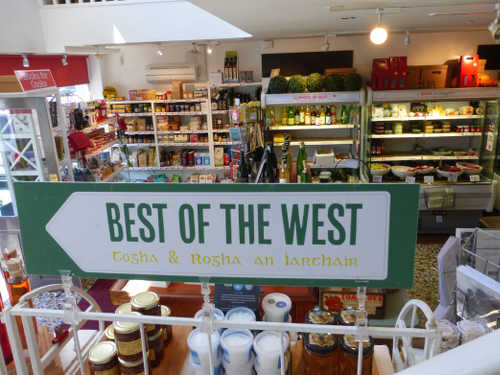 BEST OF THE WEST
Togha & Rogha an Iarthair